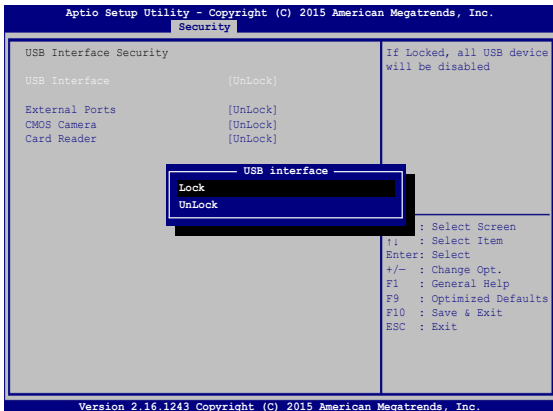 Aptio Setup Utility - Copyright (C) 2015 American Megatrends, Inc.
Security
USB Interface Security
USB Interface [UnLock]
External Ports [UnLock]
CMOS Camera [UnLock]
Card Reader [UnLock]
If Locked, all USB device
will be disabled
USB interface
Lock
UnLock
: Select Screen
↑↓ : Select Item
Enter: Select
+/— : Change Opt.
F1 : General Help
F9 : Optimized Defaults
F10 : Save & Exit
ESC : Exit
Version 2.16.1243 Copyright (C) 2015 American Megatrends, Inc.